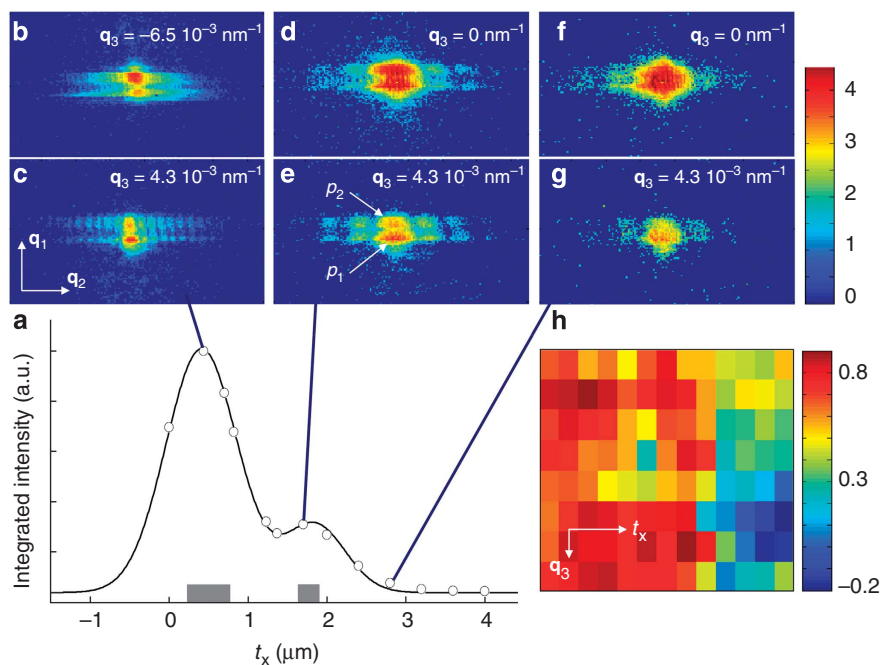 b
q3 = −6.5 10⁻³ nm⁻¹
d
q3 = 0 nm⁻¹
f
q3 = 0 nm⁻¹
c
q3 = 4.3 10⁻³ nm⁻¹
q1
q2
e
q3 = 4.3 10⁻³ nm⁻¹
p2
p1
g
q3 = 4.3 10⁻³ nm⁻¹
4
3
2
1
0
a
Integrated intensity (a.u.)
−1
0
1
2
3
4
tx (μm)
h
tx
q3
0.8
0.3
−0.2